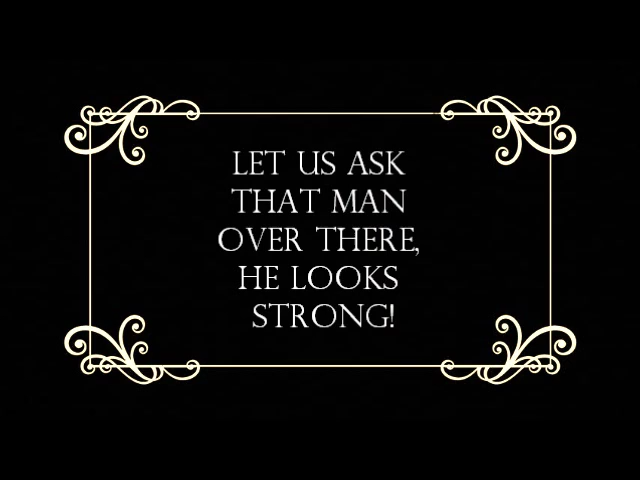 LET US ASK
THAT MAN
OVER THERE,
HE LOOKS
STRONG!